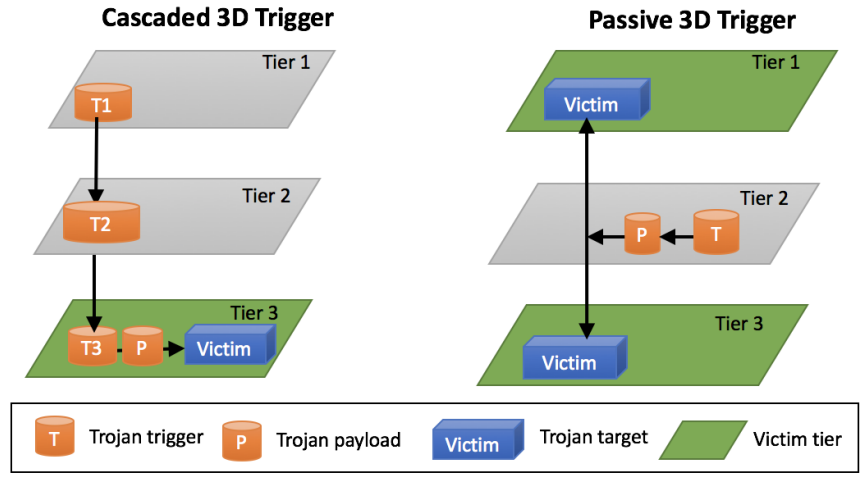 Cascaded 3D Trigger
Tier 1
T1
Tier 2
T2
Tier 3
T3
P
Victim
Passive 3D Trigger
Tier 1
Victim
Tier 2
P
T
Tier 3
Victim
T
Trojan trigger
P
Trojan payload
Victim
Trojan target
Victim tier